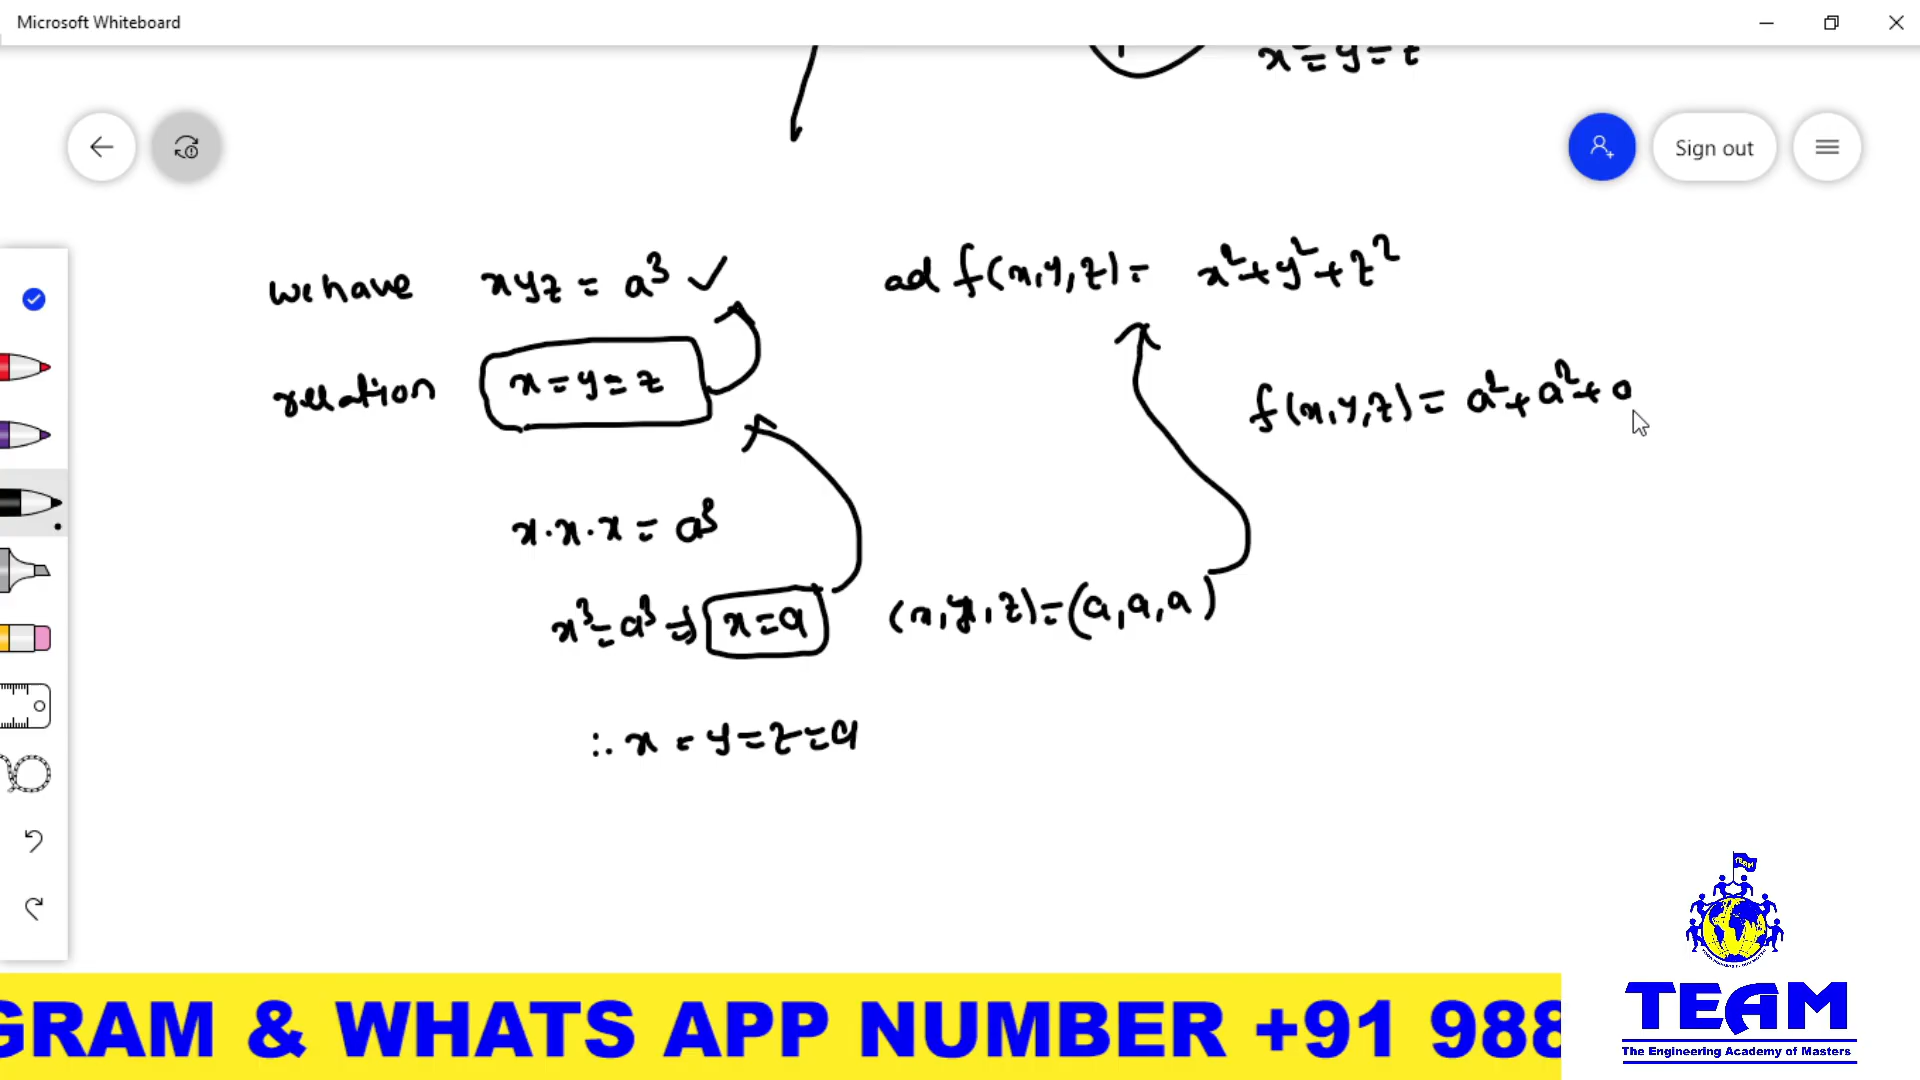 Microsoft Whiteboard
x = y = z
Sign out
we have xyz = a³ ✓
ad f(x,y,z) = x²+y²+z²
relation x = y = z
f(x,y,z) = a²+a²+
x·x·x = a³
x³ = a³ ⇒ x = a
(x,y,z) = (a,a,a)
∴ x = y = z = a
GRAM & WHATS APP NUMBER +91 988
TEAM
The Engineering Academy of Masters